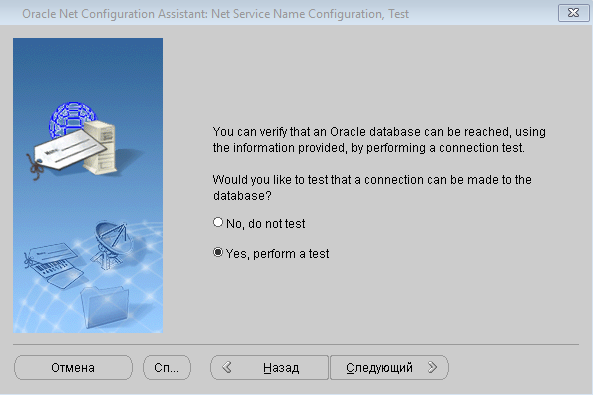 Oracle Net Configuration Assistant: Net Service Name Configuration, Test
You can verify that an Oracle database can be reached, using
the information provided, by performing a connection test.
Would you like to test that a connection can be made to the
database?
No, do not test
Yes, perform a test
Отмена
Сп...
Назад
Следующий